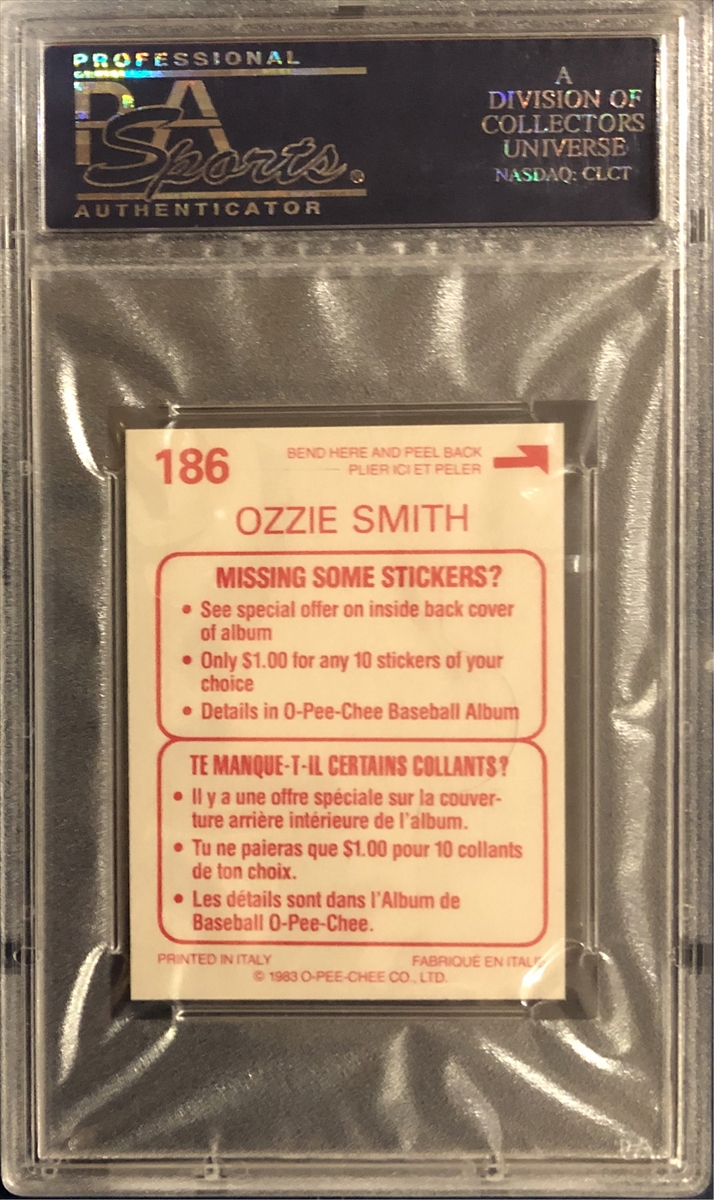 PROFESSIONAL
PSA
Sports®
AUTHENTICATOR
A
DIVISION OF
COLLECTORS
UNIVERSE
NASDAQ: CLCT
186
BEND HERE AND PEEL BACK
PLIER ICI ET PELER
OZZIE SMITH
MISSING SOME STICKERS?
• See special offer on inside back cover
of album
• Only $1.00 for any 10 stickers of your
choice
• Details in O-Pee-Chee Baseball Album
TE MANQUE-T-IL CERTAINS COLLANTS?
• Il y a une offre spéciale sur la couver-
ture arrière intérieure de l'album.
• Tu ne paieras que $1.00 pour 10 collants
de ton choix.
• Les détails sont dans l'Album de
Baseball O-Pee-Chee.
PRINTED IN ITALY
FABRIQUÉ EN ITALIE
© 1983 O-PEE-CHEE CO., LTD.